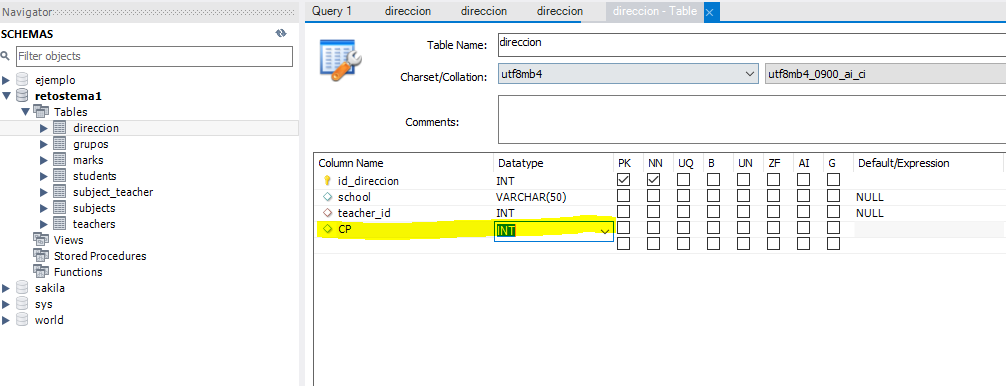 Navigator
Query 1 direccion direccion direccion direccion - Table
SCHEMAS
Filter objects
ejemplo
retostema1
Tables
direccion
grupos
marks
students
subject_teacher
subjects
teachers
Views
Stored Procedures
Functions
sakila
sys
world
Table Name: direccion
Charset/Collation: utf8mb4 utf8mb4_0900_ai_ci
Comments:
Column Name Datatype PK NN UQ B UN ZF AI G Default/Expression
id_direccion INT
school VARCHAR(50) NULL
teacher_id INT NULL
CP INT